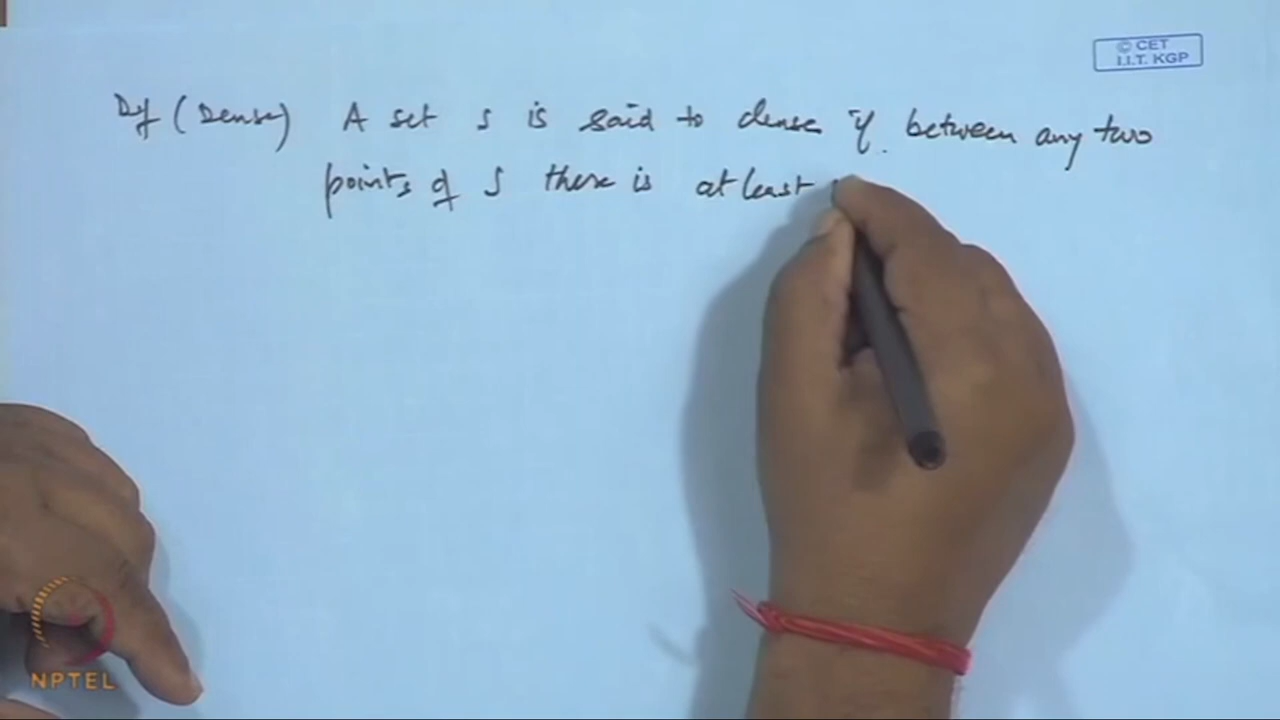 © CET
I.I.T. KGP
Def (Dense) A set S is said to dense if between any two
points of S there is at least
NPTEL